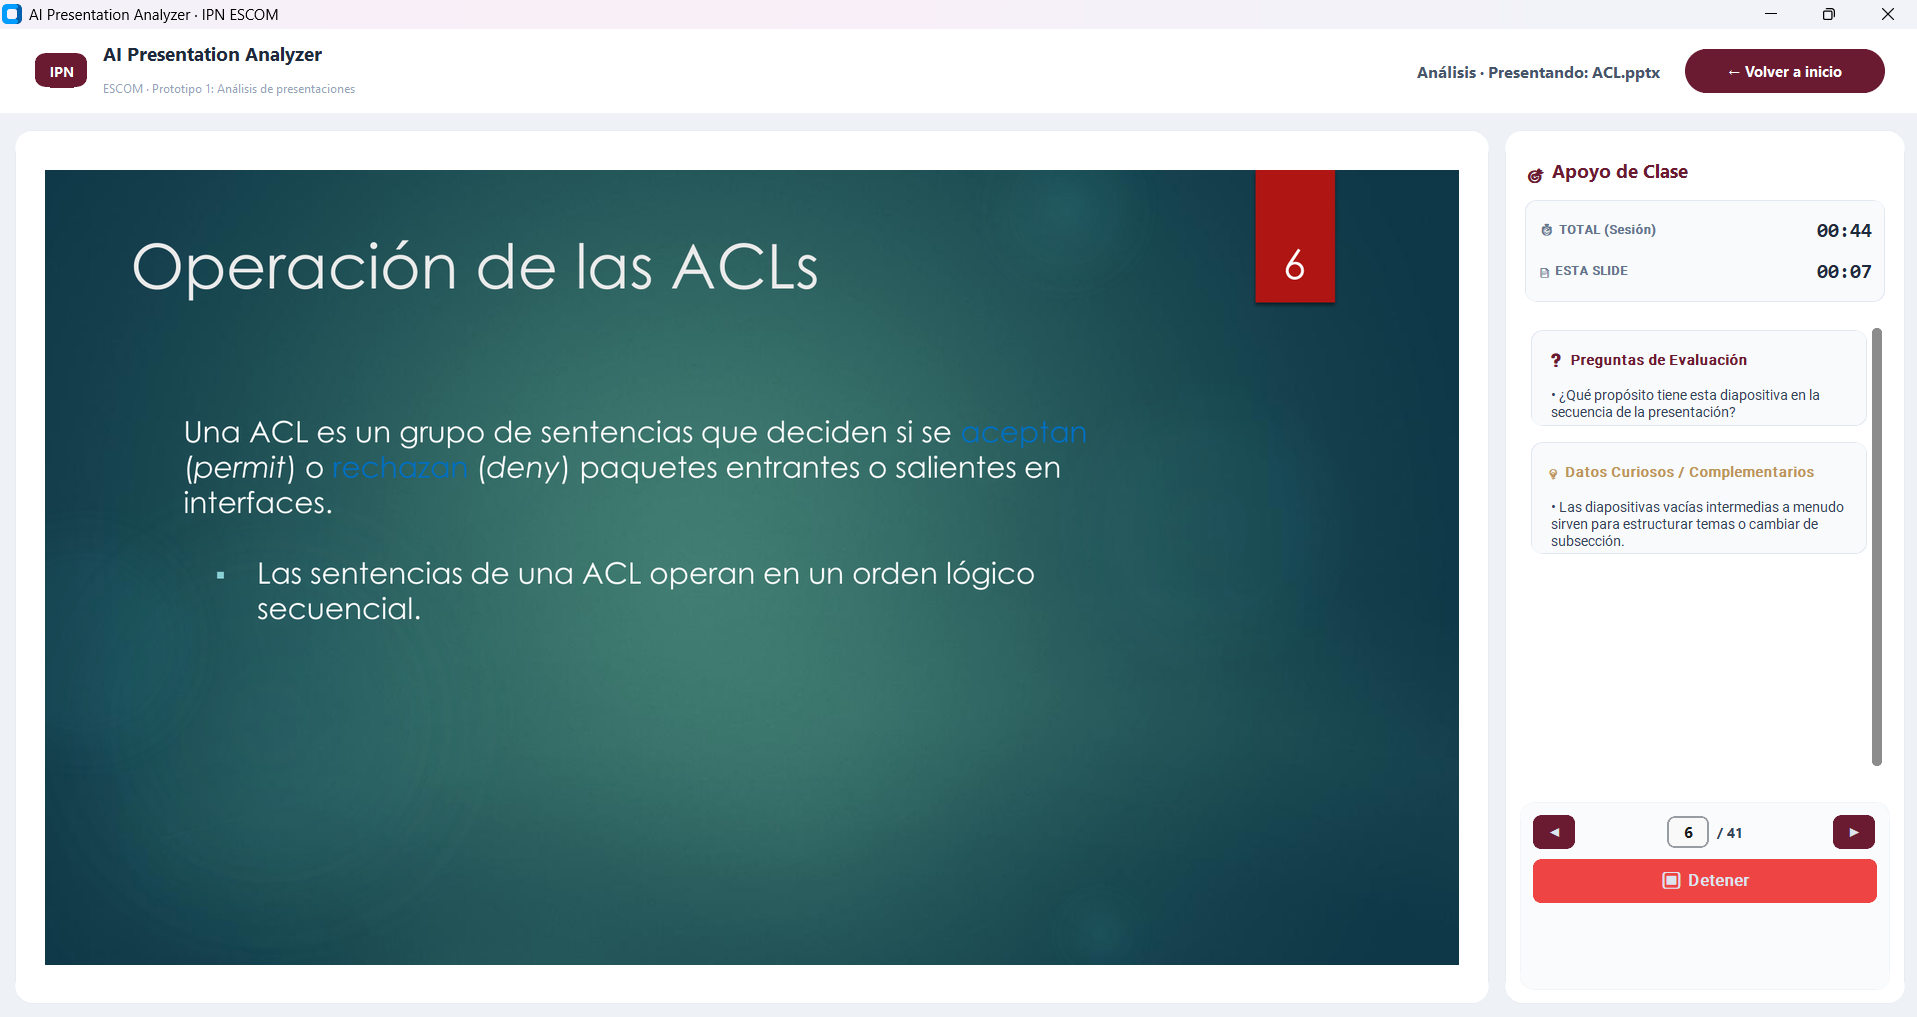 AI Presentation Analyzer · IPN ESCOM
IPN
AI Presentation Analyzer
ESCOM · Prototipo 1: Análisis de presentaciones
Análisis · Presentando: ACL.pptx
← Volver a inicio
Operación de las ACLs
6
Una ACL es un grupo de sentencias que deciden si se aceptan
(permit) o rechazan (deny) paquetes entrantes o salientes en
interfaces.
▪ Las sentencias de una ACL operan en un orden lógico
secuencial.
Apoyo de Clase
TOTAL (Sesión) 00:44
ESTA SLIDE 00:07
? Preguntas de Evaluación
• ¿Qué propósito tiene esta diapositiva en la
secuencia de la presentación?
Datos Curiosos / Complementarios
• Las diapositivas vacías intermedias a menudo
sirven para estructurar temas o cambiar de
subsección.
◄ 6 / 41 ►
Detener